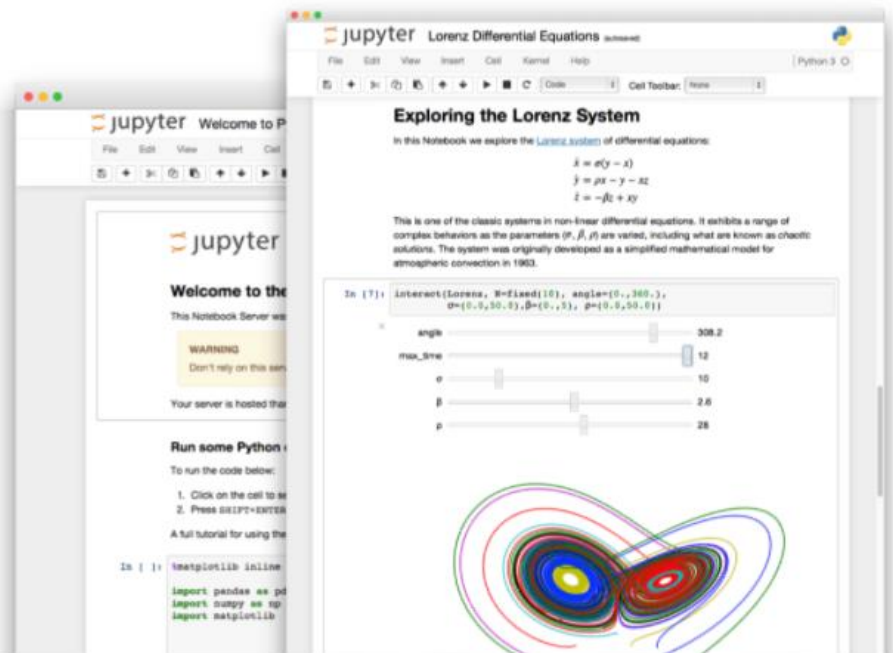 Jupyter Lorenz Differential Equations
File Edit View Insert Cell Kernel Help Python 3
Code Cell Toolbar: None
Exploring the Lorenz System
In this Notebook we explore the Lorenz system of differential equations:
ẋ = σ(y − x)
ẏ = ρx − y − xz
ż = −βz + xy
This is one of the classic systems in non-linear differential equations. It exhibits a range of
complex behaviors as the parameters (σ, β, ρ) are varied, including what are known as chaotic
solutions. The system was originally developed as a simplified mathematical model for
atmospheric convection in 1963.
In [7]: interact(Lorenz, N=fixed(10), angle=(0.,360.),
σ=(0.0,50.0),β=(0.,5), ρ=(0.0,50.0))
angle 308.2
max_time 12
σ 10
β 2.6
ρ 28
Jupyter Welcome to P
File Edit View Insert Cell
Jupyter
Welcome to the
This Notebook Server was
WARNING
Don't rely on this
Your server is hosted
Run some Python
To run the code below:
1. Click on the cell to
2. Press SHIFT+ENTER
A full tutorial for using the
In [ ]: %matplotlib inline
import pandas as pd
import numpy as np
import matplotlib